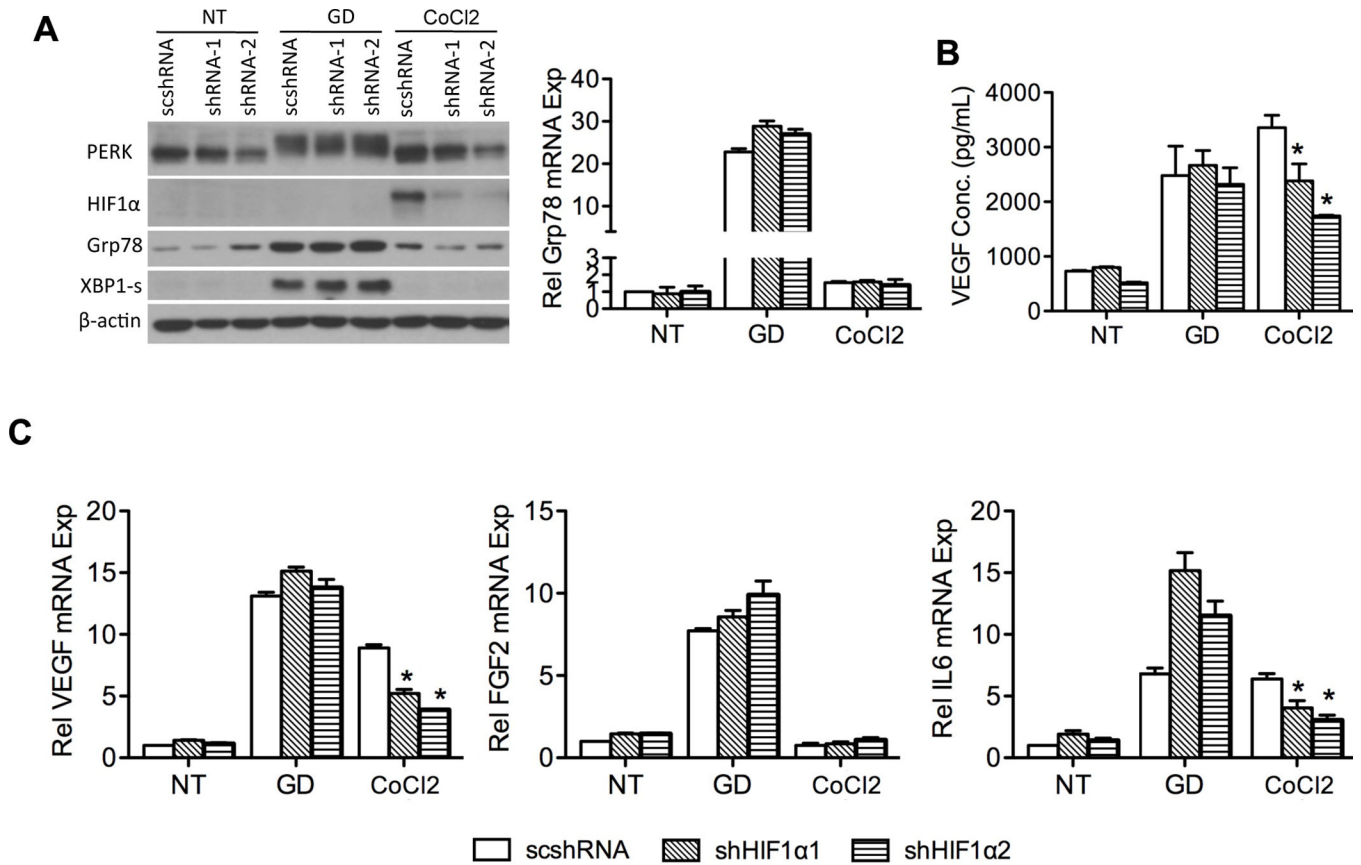 A
NT GD CoCl2
scshRNA shRNA-1 shRNA-2 scshRNA shRNA-1 shRNA-2 scshRNA shRNA-1 shRNA-2
PERK
HIF1α
Grp78
XBP1-s
β-actin
Rel Grp78 mRNA Exp
40
30
20
10
2
1
0
NT GD CoCl2
B
VEGF Conc. (pg/mL)
4000
3000
2000
1000
0
* *
NT GD CoCl2
C
Rel VEGF mRNA Exp
20
15
10
5
0
* *
NT GD CoCl2
Rel FGF2 mRNA Exp
15
10
5
0
NT GD CoCl2
Rel IL6 mRNA Exp
20
15
10
5
0
* *
NT GD CoCl2
scshRNA shHIF1α1 shHIF1α2